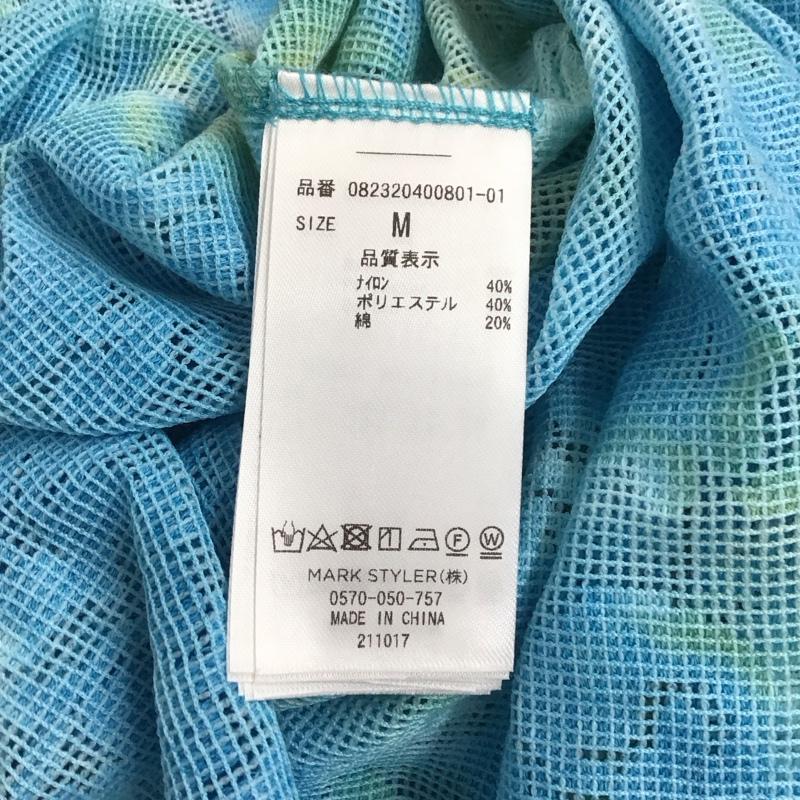 品番 082320400801-01
SIZE M
品質表示
ﾅｲﾛﾝ 40%
ポリエステル 40%
綿 20%
F W
MARK STYLER(株)
0570-050-757
MADE IN CHINA
211017